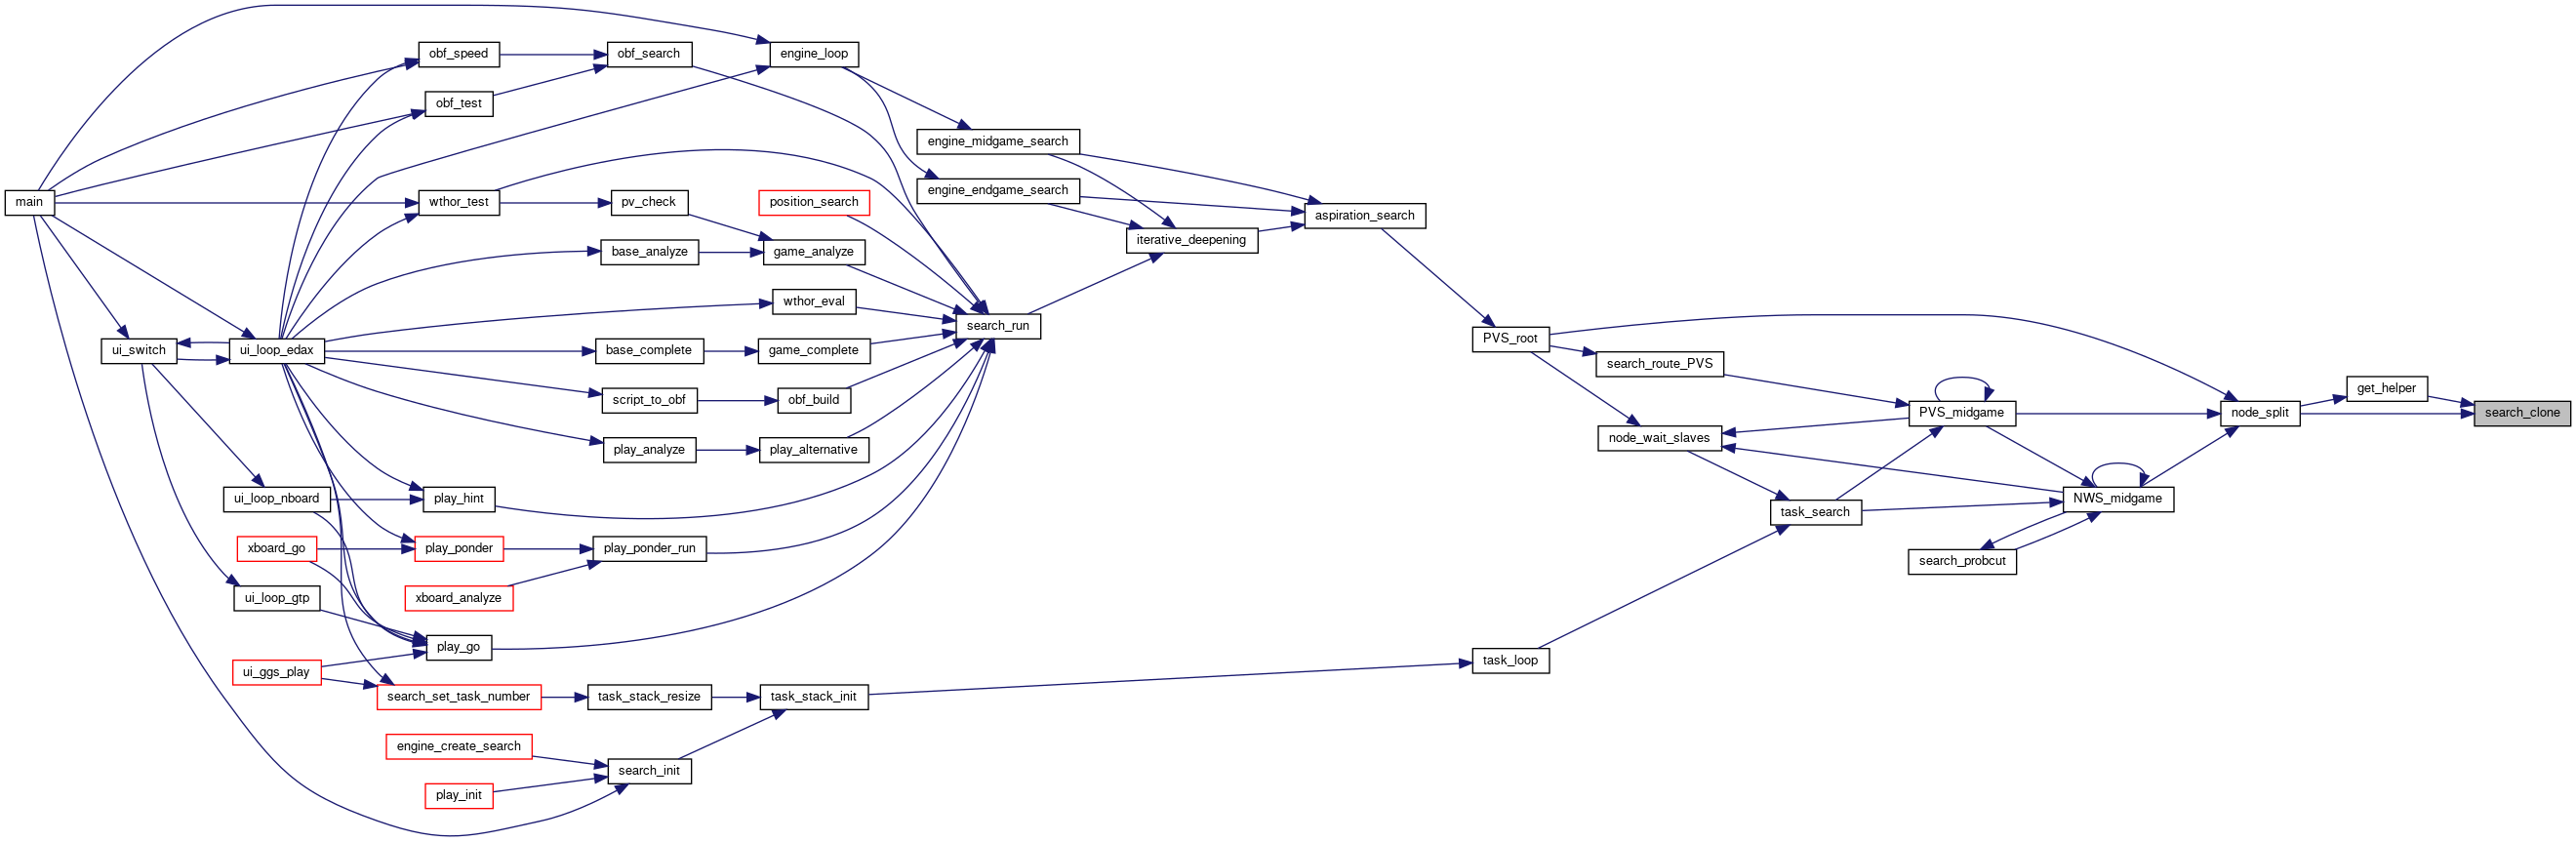 main
ui_switch
ui_loop_edax
ui_loop_nboard
xboard_go
ui_loop_gtp
ui_ggs_play
obf_speed
obf_test
wthor_test
play_hint
play_ponder
xboard_analyze
play_go
search_set_task_number
engine_create_search
play_init
obf_search
pv_check
base_analyze
base_complete
script_to_obf
play_analyze
play_ponder_run
task_stack_resize
search_init
engine_loop
position_search
game_analyze
wthor_eval
game_complete
obf_build
play_alternative
task_stack_init
engine_midgame_search
engine_endgame_search
search_run
iterative_deepening
aspiration_search
PVS_root
search_route_PVS
node_wait_slaves
task_loop
task_search
PVS_midgame
search_probcut
NWS_midgame
node_split
get_helper
search_clone